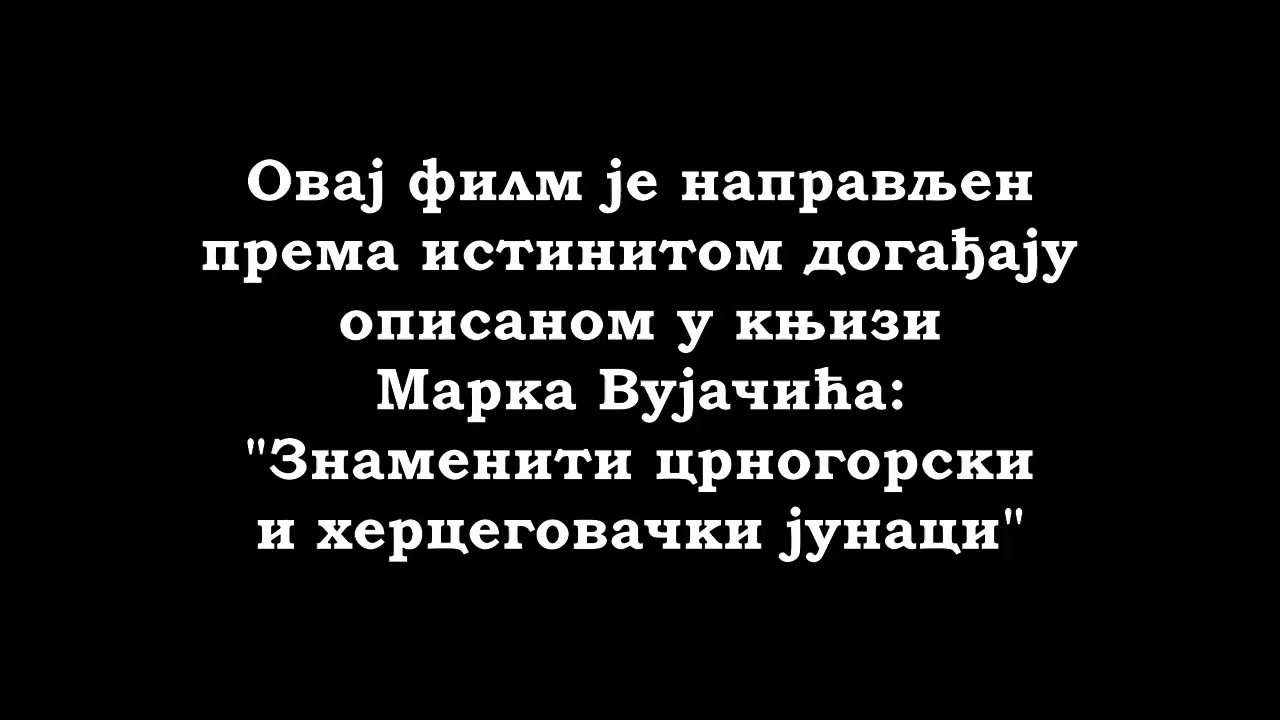 Овај филм је направљен
према истинитом догађају
описаном у књизи
Марка Вујачића:
"Знаменити црногорски
и херцеговачки јунаци"